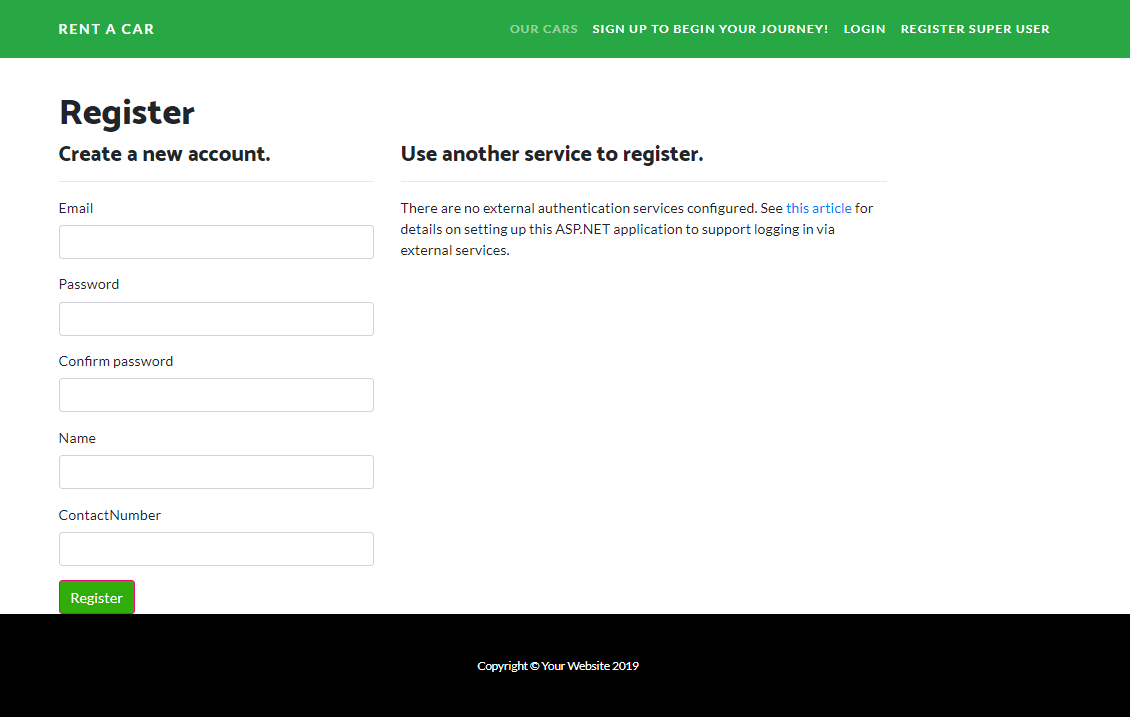 RENT A CAR
OUR CARS SIGN UP TO BEGIN YOUR JOURNEY! LOGIN REGISTER SUPER USER
Register
Create a new account.
Email
Password
Confirm password
Name
ContactNumber
Register
Use another service to register.
There are no external authentication services configured. See this article for
details on setting up this ASP.NET application to support logging in via
external services.
Copyright © Your Website 2019